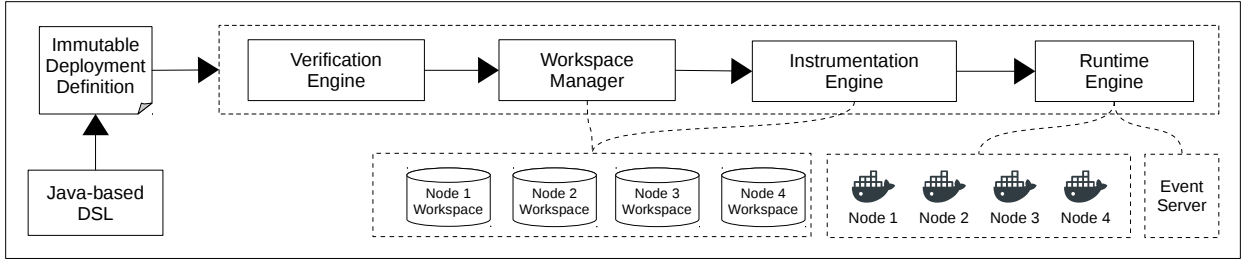 Immutable
Deployment
Definition
Verification
Engine
Workspace
Manager
Instrumentation
Engine
Runtime
Engine
Java-based
DSL
Node 1
Workspace
Node 2
Workspace
Node 3
Workspace
Node 4
Workspace
Node 1
Node 2
Node 3
Node 4
Event
Server